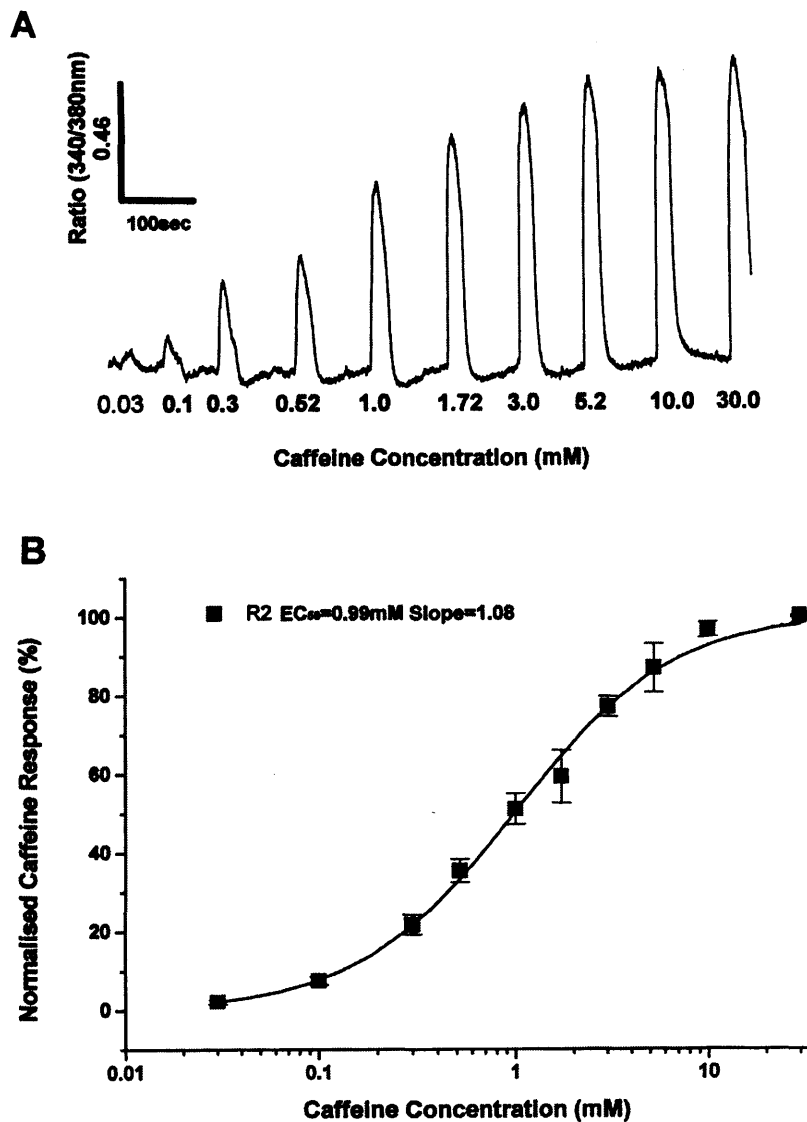 A
Ratio (340/380nm)
0.46
100sec
0.03 0.1 0.3 0.52 1.0 1.72 3.0 5.2 10.0 30.0
Caffeine Concentration (mM)
B
R2 EC₅₀=0.99mM Slope=1.08
Normalised Caffeine Response (%)
100
80
60
40
20
0
0.01 0.1 1 10
Caffeine Concentration (mM)